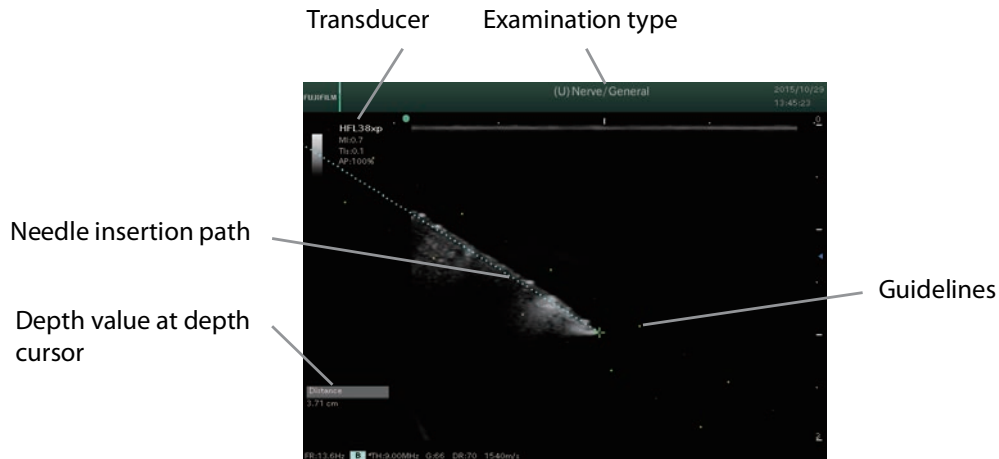 Transducer
Examination type
FUJIFILM
(U) Nerve/General
2015/10/29
13:45:23
HFL38xp
MI:0.7
TIs:0.1
AP:100%
0
Needle insertion path
Guidelines
Depth value at depth
cursor
Distance
3.71 cm
2
FR:13.6Hz B *TH:9.00MHz G:66 DR:70 1540m/s